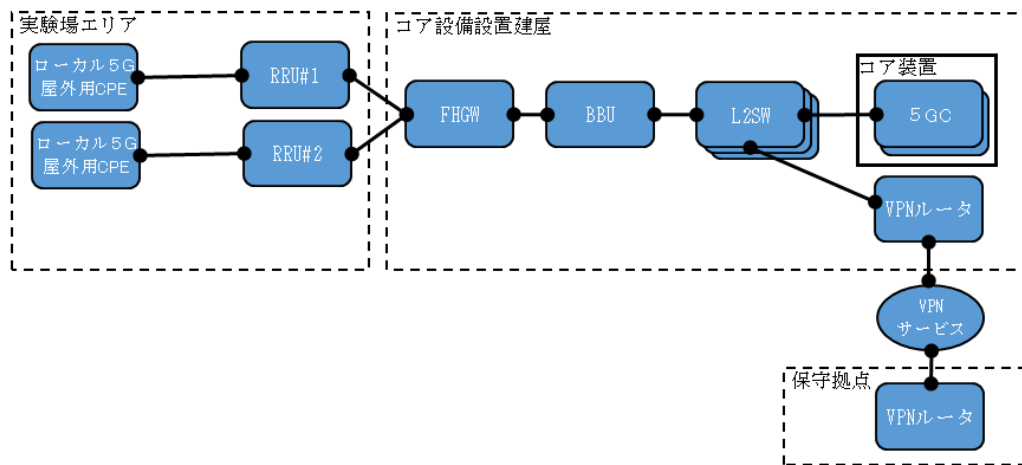 実験場エリア
ローカル５G
屋外用CPE
RRU#1
ローカル５G
屋外用CPE
RRU#2
コア設備設置建屋
FHGW
BBU
L2SW
コア装置
５GC
VPNルータ
VPN
サービス
保守拠点
VPNルータ